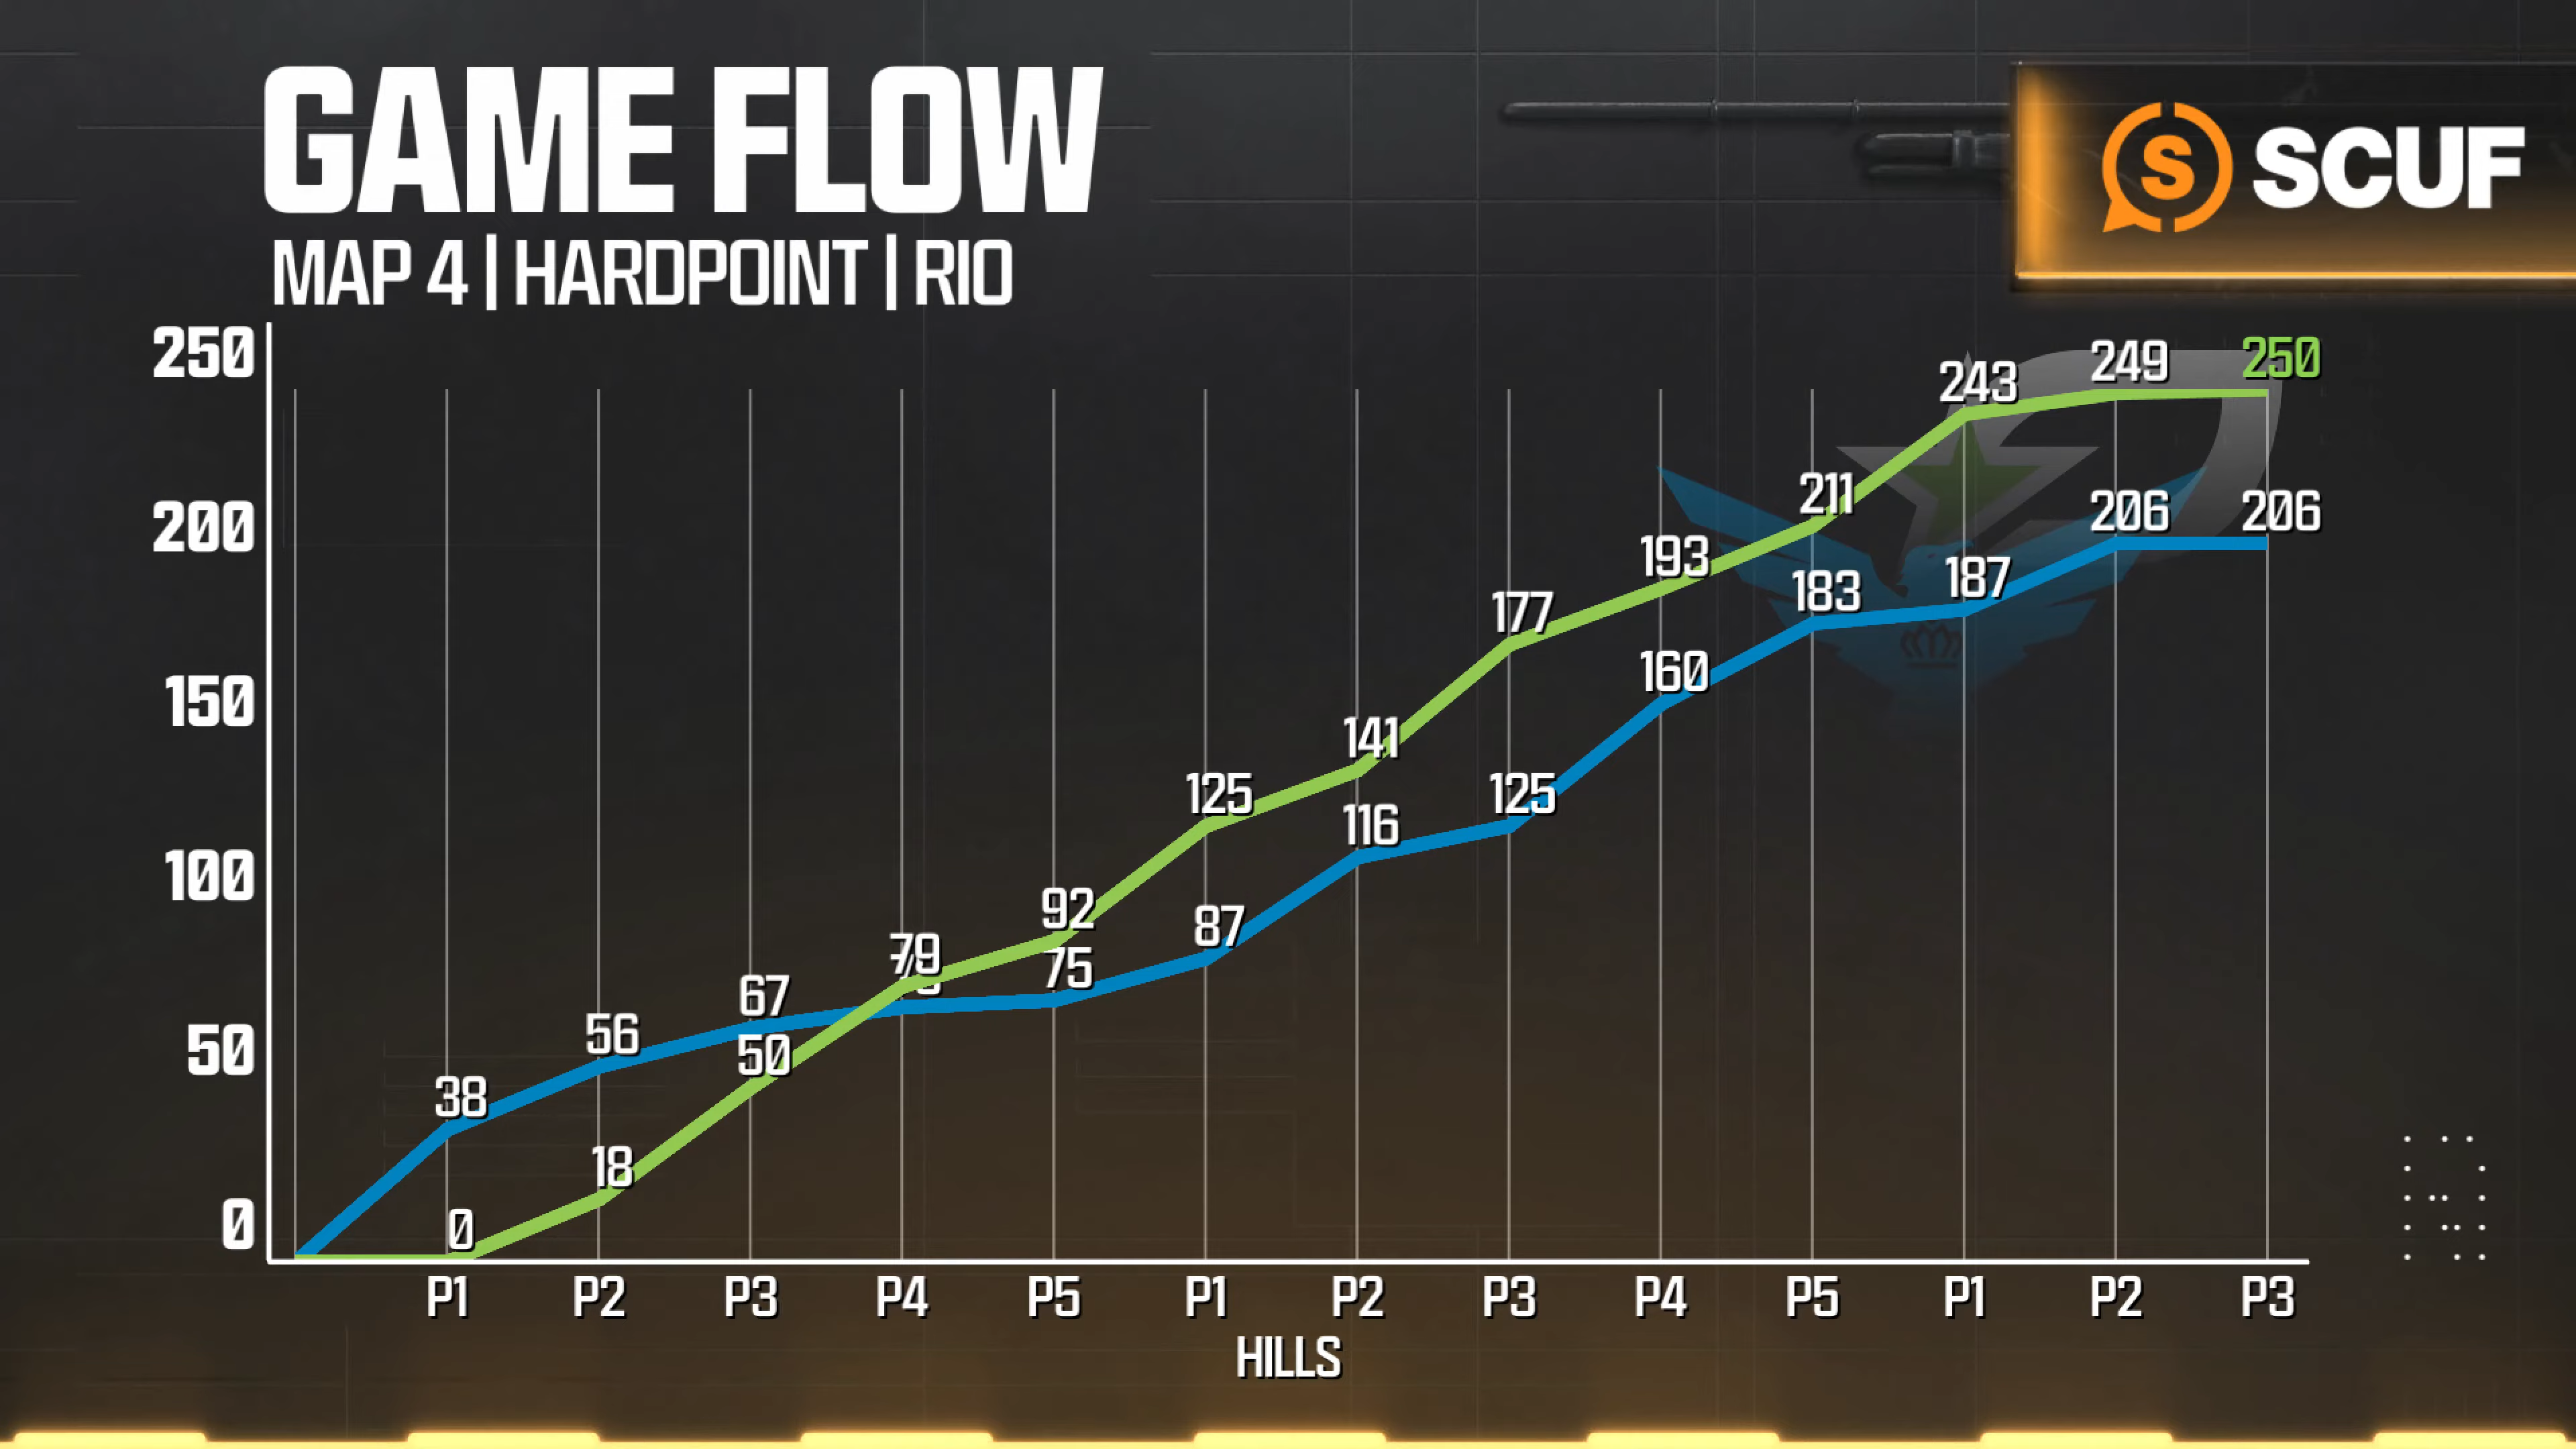 GAME FLOW
MAP 4 | HARDPOINT | RIO
SCUF
250
200
150
100
50
0
38 56 67 75 87 116 125 160 183 187 206 206
0 18 50 79 92 125 141 177 193 211 243 249 250
P1 P2 P3 P4 P5 P1 P2 P3 P4 P5 P1 P2 P3
HILLS